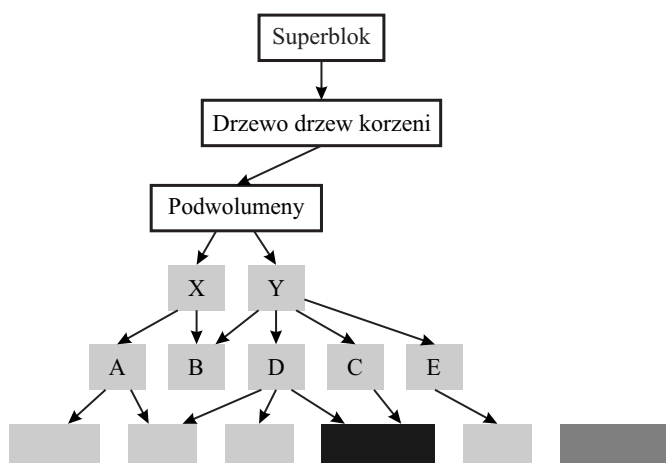 Superblok
Drzewo drzew korzeni
Podwolumeny
X Y
A B D C E